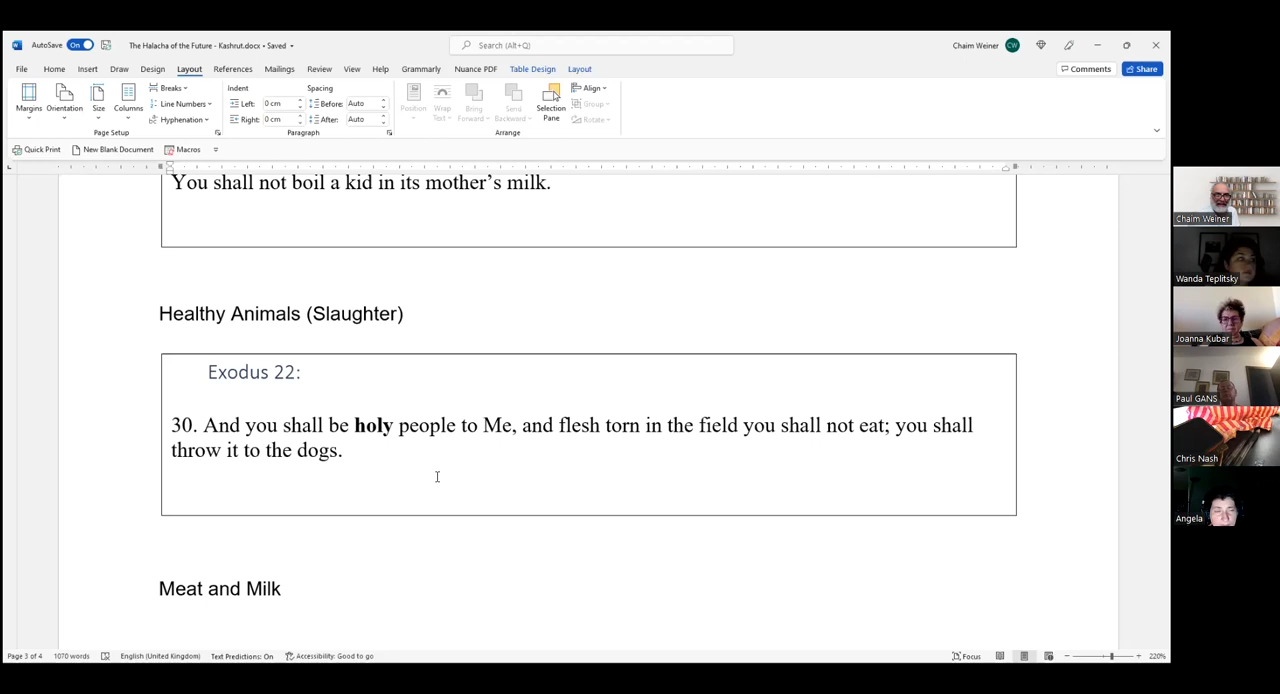 AutoSave On The Halacha of the Future - Kashrut.docx • Saved Search (Alt+Q) Chaim Weiner CW
File Home Insert Draw Design Layout References Mailings Review View Help Grammarly Nuance PDF Table Design Layout Comments Share
Margins Orientation Size Columns Breaks Line Numbers Hyphenation
Page Setup
Indent Spacing
Left: 0 cm Before: Auto
Right: 0 cm After: Auto
Paragraph
Position Wrap Text Bring Forward Send Backward Selection Pane Align Group Rotate
Arrange
Quick Print New Blank Document Macros
You shall not boil a kid in its mother's milk.
Healthy Animals (Slaughter)
Exodus 22:
30. And you shall be holy people to Me, and flesh torn in the field you shall not eat; you shall
throw it to the dogs.
Meat and Milk
Page 3 of 4 1070 words English (United Kingdom) Text Predictions: On Accessibility: Good to go Focus 220%
Chaim Weiner
Wanda Teplitsky
Joanna Kubar
Paul GANS
Chris Nash
Angela